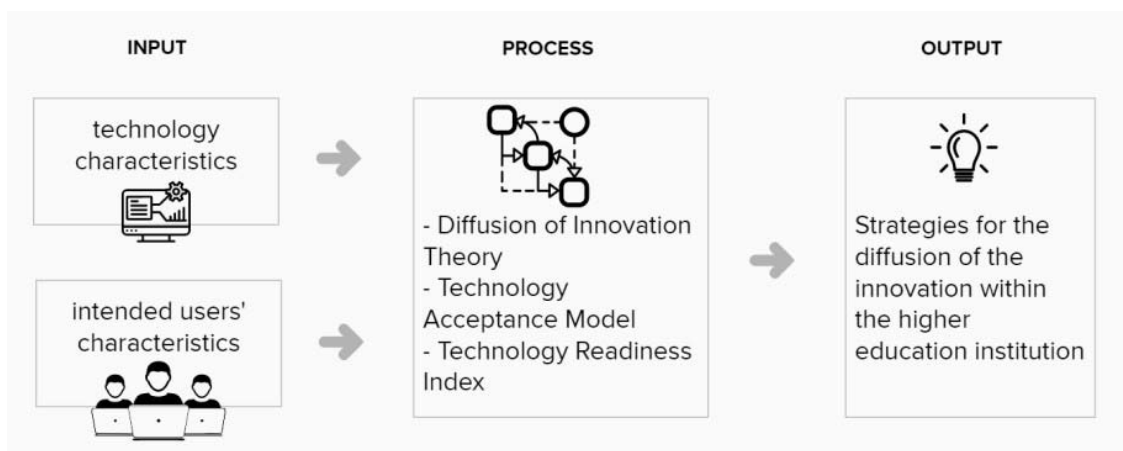 INPUT
technology
characteristics
intended users'
characteristics
PROCESS
- Diffusion of Innovation
Theory
- Technology
Acceptance Model
- Technology Readiness
Index
OUTPUT
Strategies for the
diffusion of the
innovation within
the higher
education institution